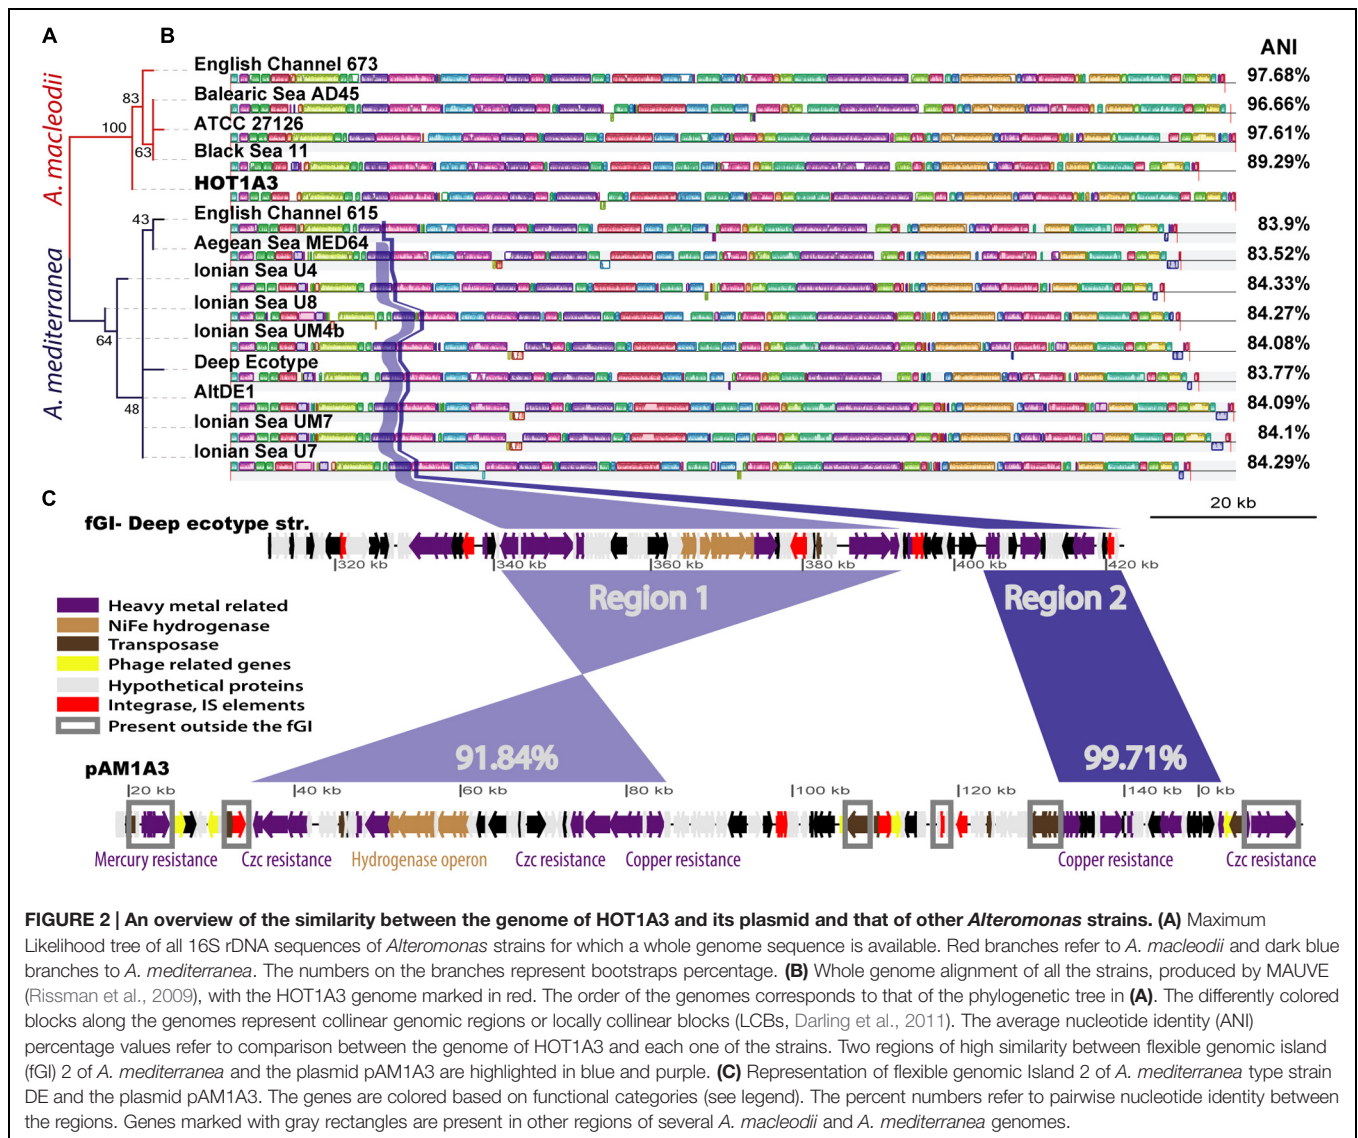 A
B
ANI
A. macleodii
A. mediterranea
83
100
63
43
64
48
English Channel 673
97.68%
Balearic Sea AD45
96.66%
ATCC 27126
97.61%
Black Sea 11
89.29%
HOT1A3
English Channel 615
83.9%
Aegean Sea MED64
83.52%
Ionian Sea U4
84.33%
Ionian Sea U8
84.27%
Ionian Sea UM4b
84.08%
Deep Ecotype
83.77%
AltDE1
84.09%
Ionian Sea UM7
84.1%
Ionian Sea U7
84.29%
C
20 kb
fGI- Deep ecotype str.
320 kb 340 kb 360 kb 380 kb 400 kb 420 kb
Region 1 Region 2
Heavy metal related
NiFe hydrogenase
Transposase
Phage related genes
Hypothetical proteins
Integrase, IS elements
Present outside the fGI
91.84% 99.71%
pAM1A3
20 kb 40 kb 60 kb 80 kb 100 kb 120 kb 140 kb 0 kb
Mercury resistance Czc resistance Hydrogenase operon Czc resistance Copper resistance Copper resistance Czc resistance
FIGURE 2 | An overview of the similarity between the genome of HOT1A3 and its plasmid and that of other Alteromonas strains. (A) Maximum
Likelihood tree of all 16S rDNA sequences of Alteromonas strains for which a whole genome sequence is available. Red branches refer to A. macleodii and dark blue
branches to A. mediterranea. The numbers on the branches represent bootstraps percentage. (B) Whole genome alignment of all the strains, produced by MAUVE
(Rissman et al., 2009), with the HOT1A3 genome marked in red. The order of the genomes corresponds to that of the phylogenetic tree in (A). The differently colored
blocks along the genomes represent collinear genomic regions or locally collinear blocks (LCBs, Darling et al., 2011). The average nucleotide identity (ANI)
percentage values refer to comparison between the genome of HOT1A3 and each one of the strains. Two regions of high similarity between flexible genomic island
(fGI) 2 of A. mediterranea and the plasmid pAM1A3 are highlighted in blue and purple. (C) Representation of flexible genomic Island 2 of A. mediterranea type strain
DE and the plasmid pAM1A3. The genes are colored based on functional categories (see legend). The percent numbers refer to pairwise nucleotide identity between
the regions. Genes marked with gray rectangles are present in other regions of several A. macleodii and A. mediterranea genomes.